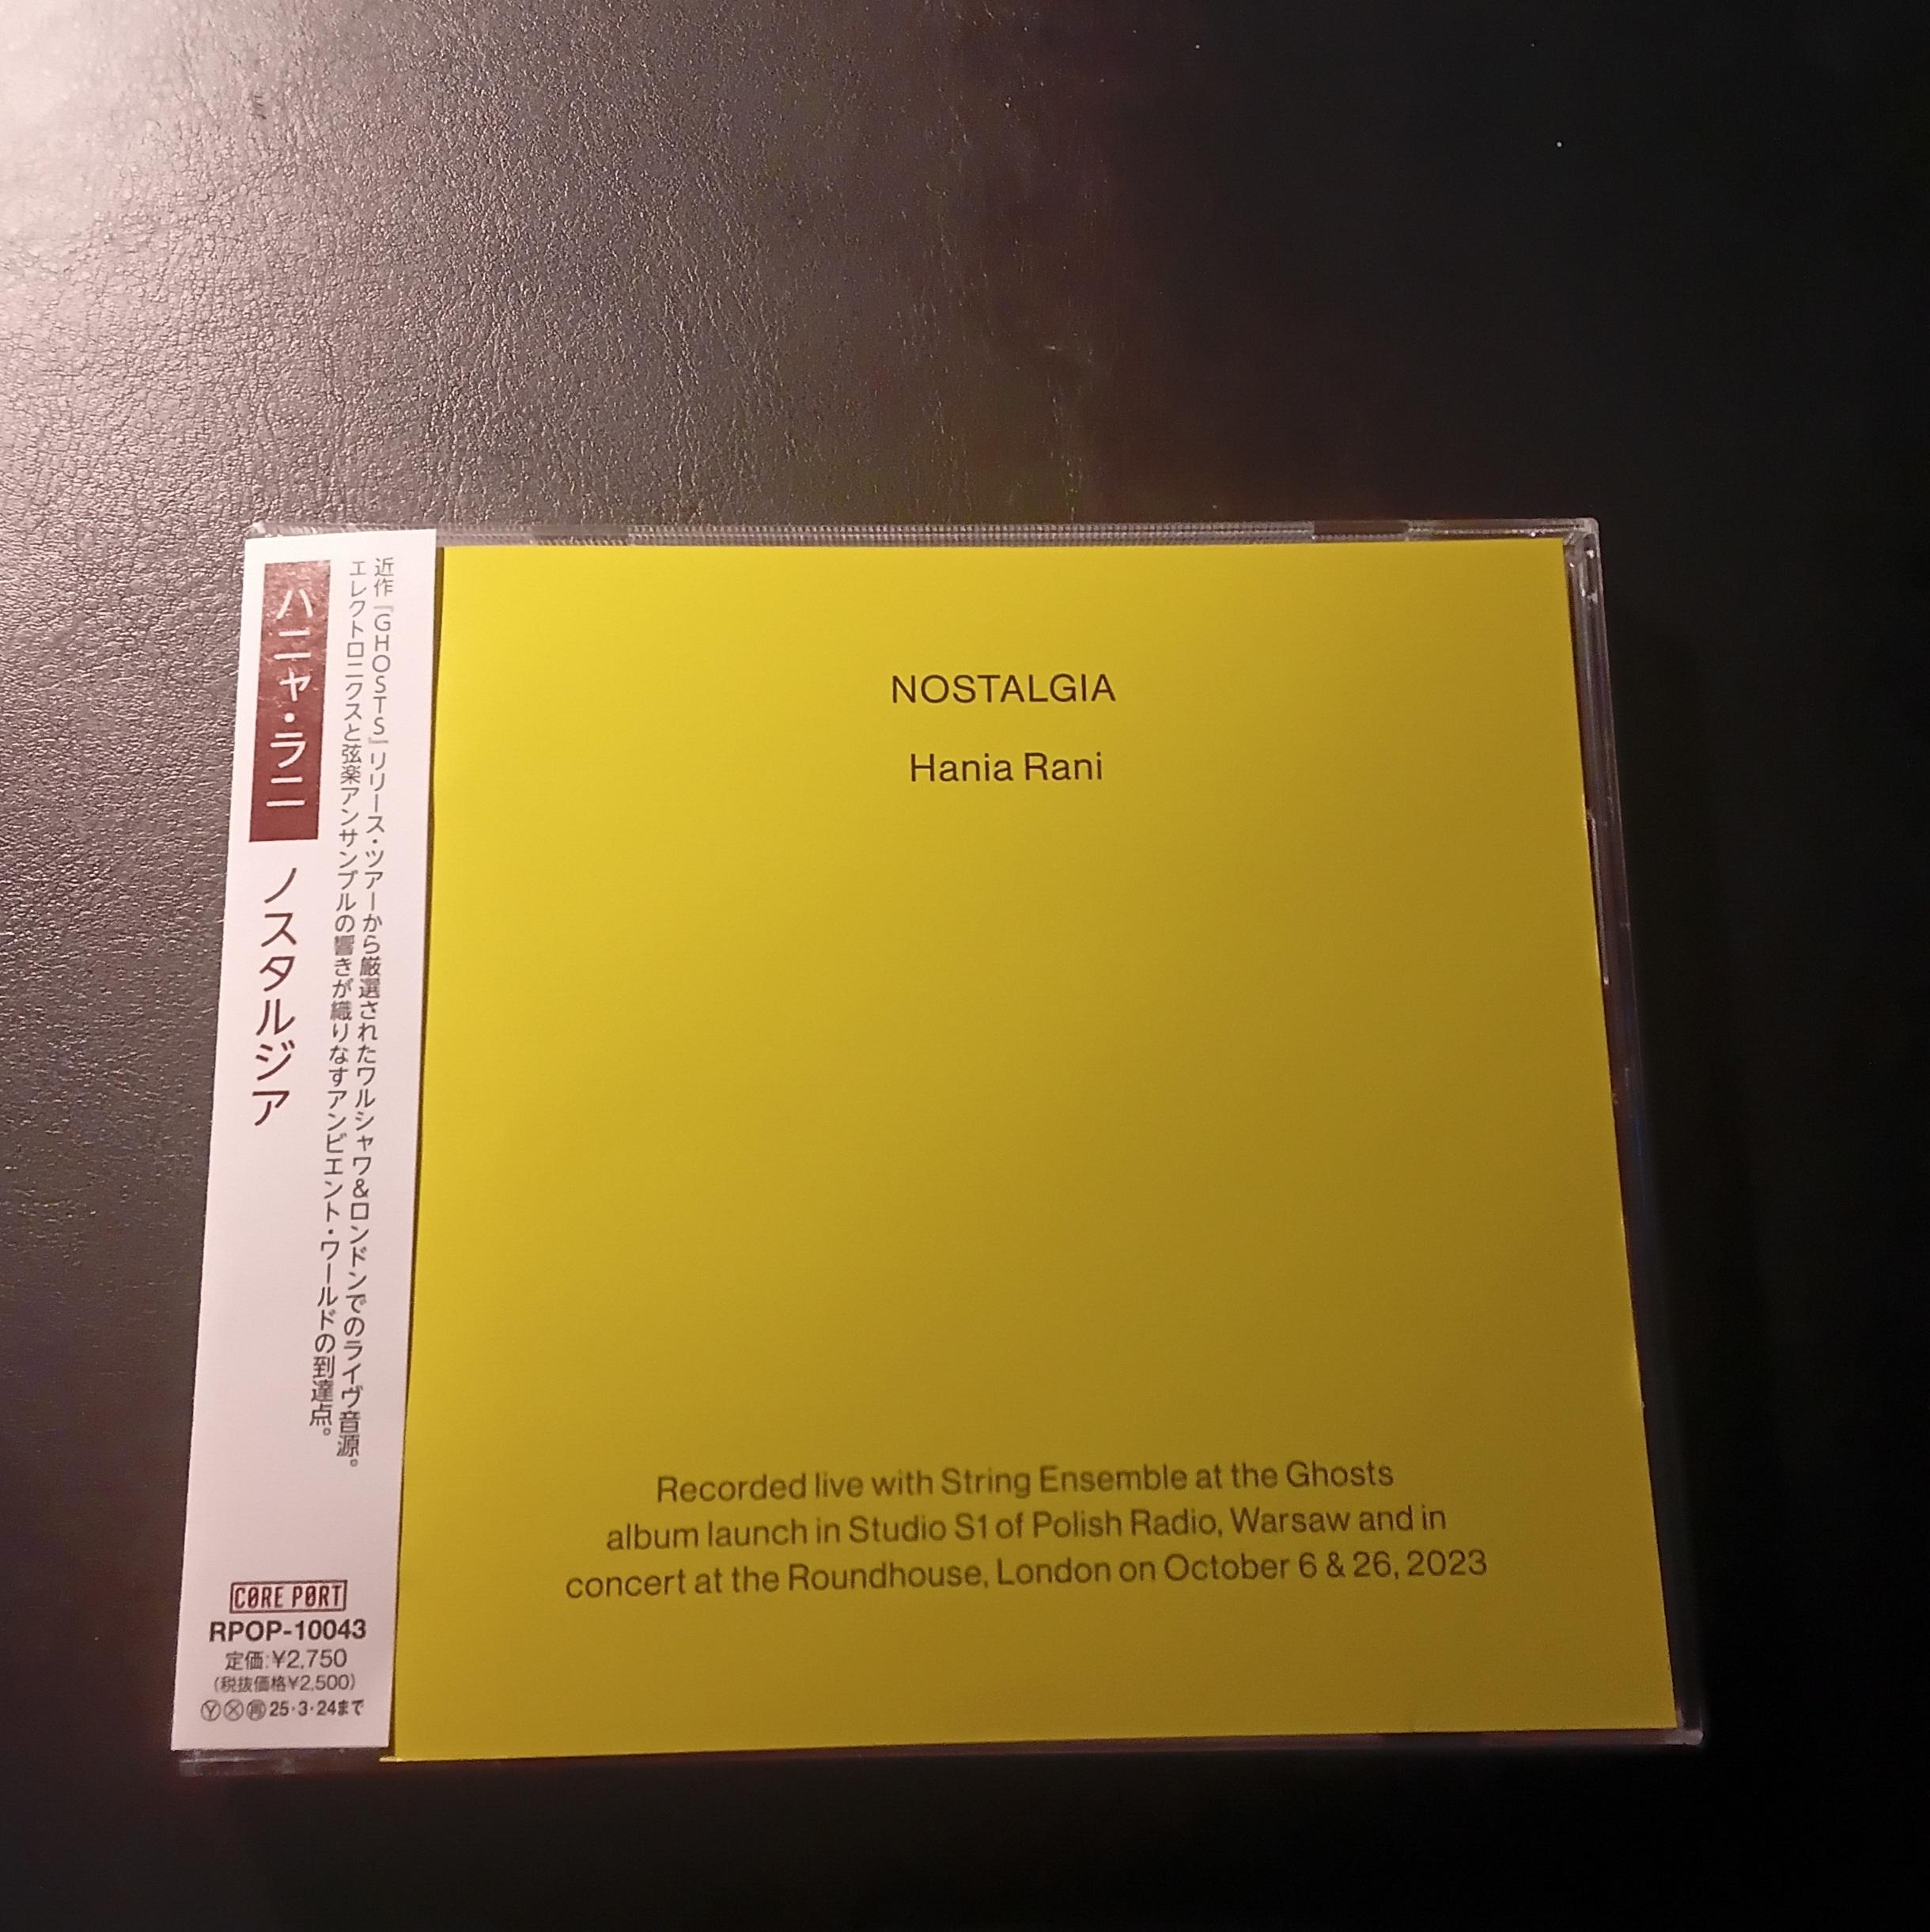 近作『GHOSTS』リリース・ツアーから厳選されたワルシャワ&ロンドンでのライヴ音源。
エレクトロニクスと弦楽アンサンブルの響きが織りなすアンビエント・ワールドの到達点。
ハニャ・ラニ
ノスタルジア
CØRE PØRT
RPOP-10043
定価:¥2,750
(税抜価格¥2,500)
Ⓨ Ⓧ ㊢ 25・3・24まで
NOSTALGIA
Hania Rani
Recorded live with String Ensemble at the Ghosts
album launch in Studio S1 of Polish Radio, Warsaw and in
concert at the Roundhouse, London on October 6 & 26, 2023